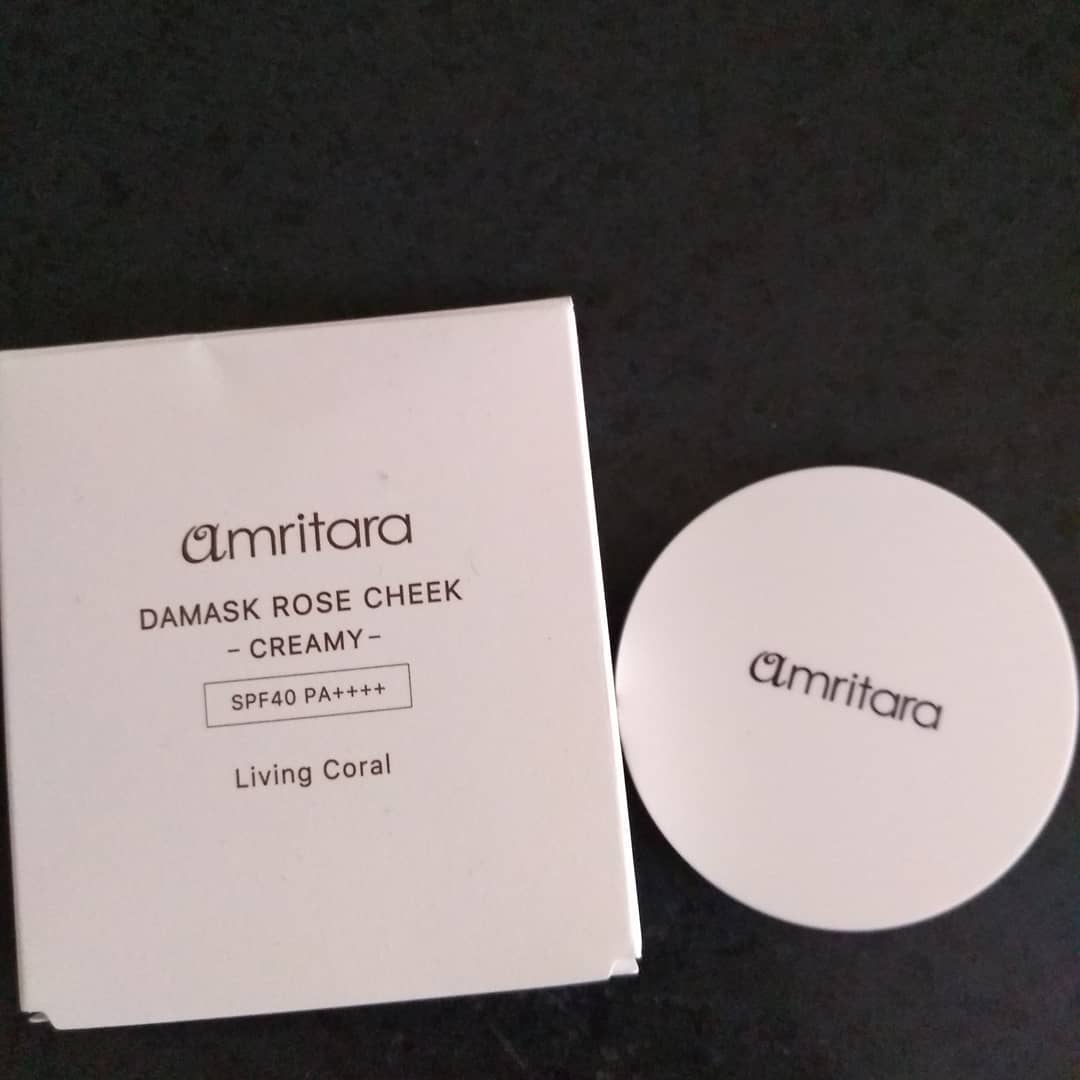 amritara
DAMASK ROSE CHEEK
- CREAMY -
SPF40 PA++++
Living Coral
amritara